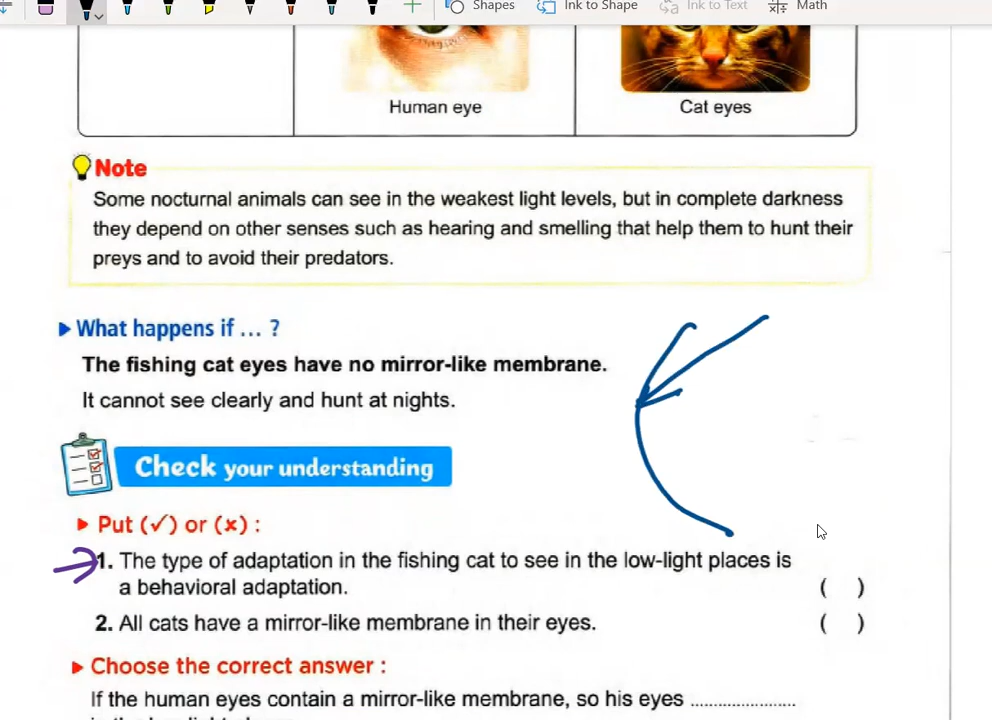 Shapes Ink to Shape Ink to Text Math
Human eye Cat eyes
Note
Some nocturnal animals can see in the weakest light levels, but in complete darkness
they depend on other senses such as hearing and smelling that help them to hunt their
preys and to avoid their predators.
What happens if ... ?
The fishing cat eyes have no mirror-like membrane.
It cannot see clearly and hunt at nights.
Check your understanding
Put (✓) or (×) :
1. The type of adaptation in the fishing cat to see in the low-light places is
a behavioral adaptation. ( )
2. All cats have a mirror-like membrane in their eyes. ( )
Choose the correct answer :
If the human eyes contain a mirror-like membrane, so his eyes ......................